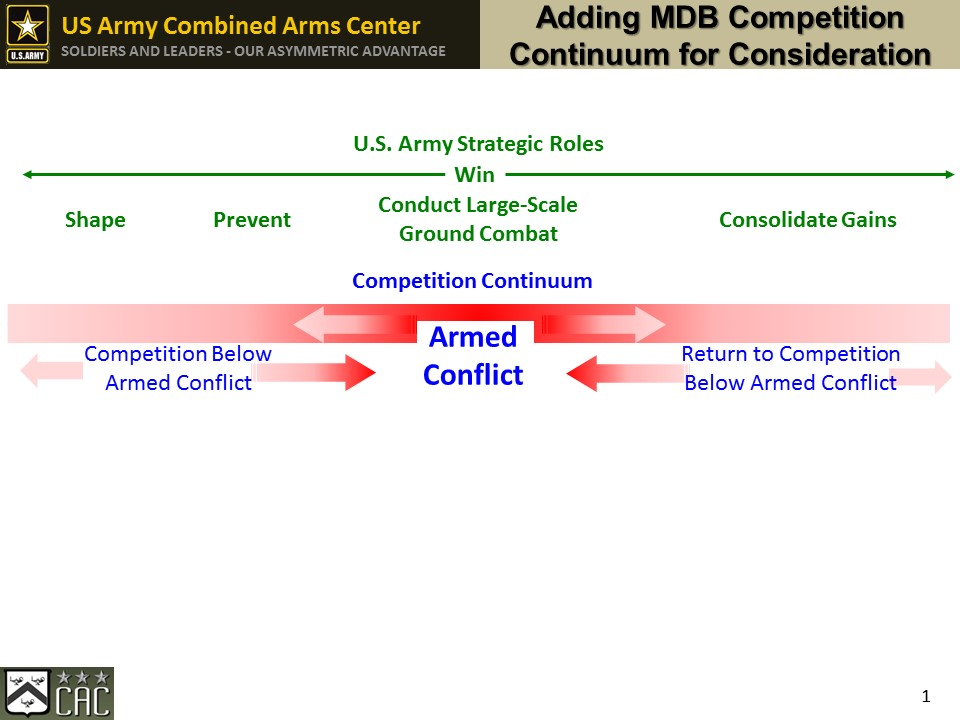 US Army Combined Arms Center
SOLDIERS AND LEADERS - OUR ASYMMETRIC ADVANTAGE
U.S.ARMY
Adding MDB Competition
Continuum for Consideration
U.S. Army Strategic Roles
Win
Shape
Prevent
Conduct Large-Scale
Ground Combat
Consolidate Gains
Competition Continuum
Armed
Conflict
Competition Below
Armed Conflict
Return to Competition
Below Armed Conflict
CAC
1